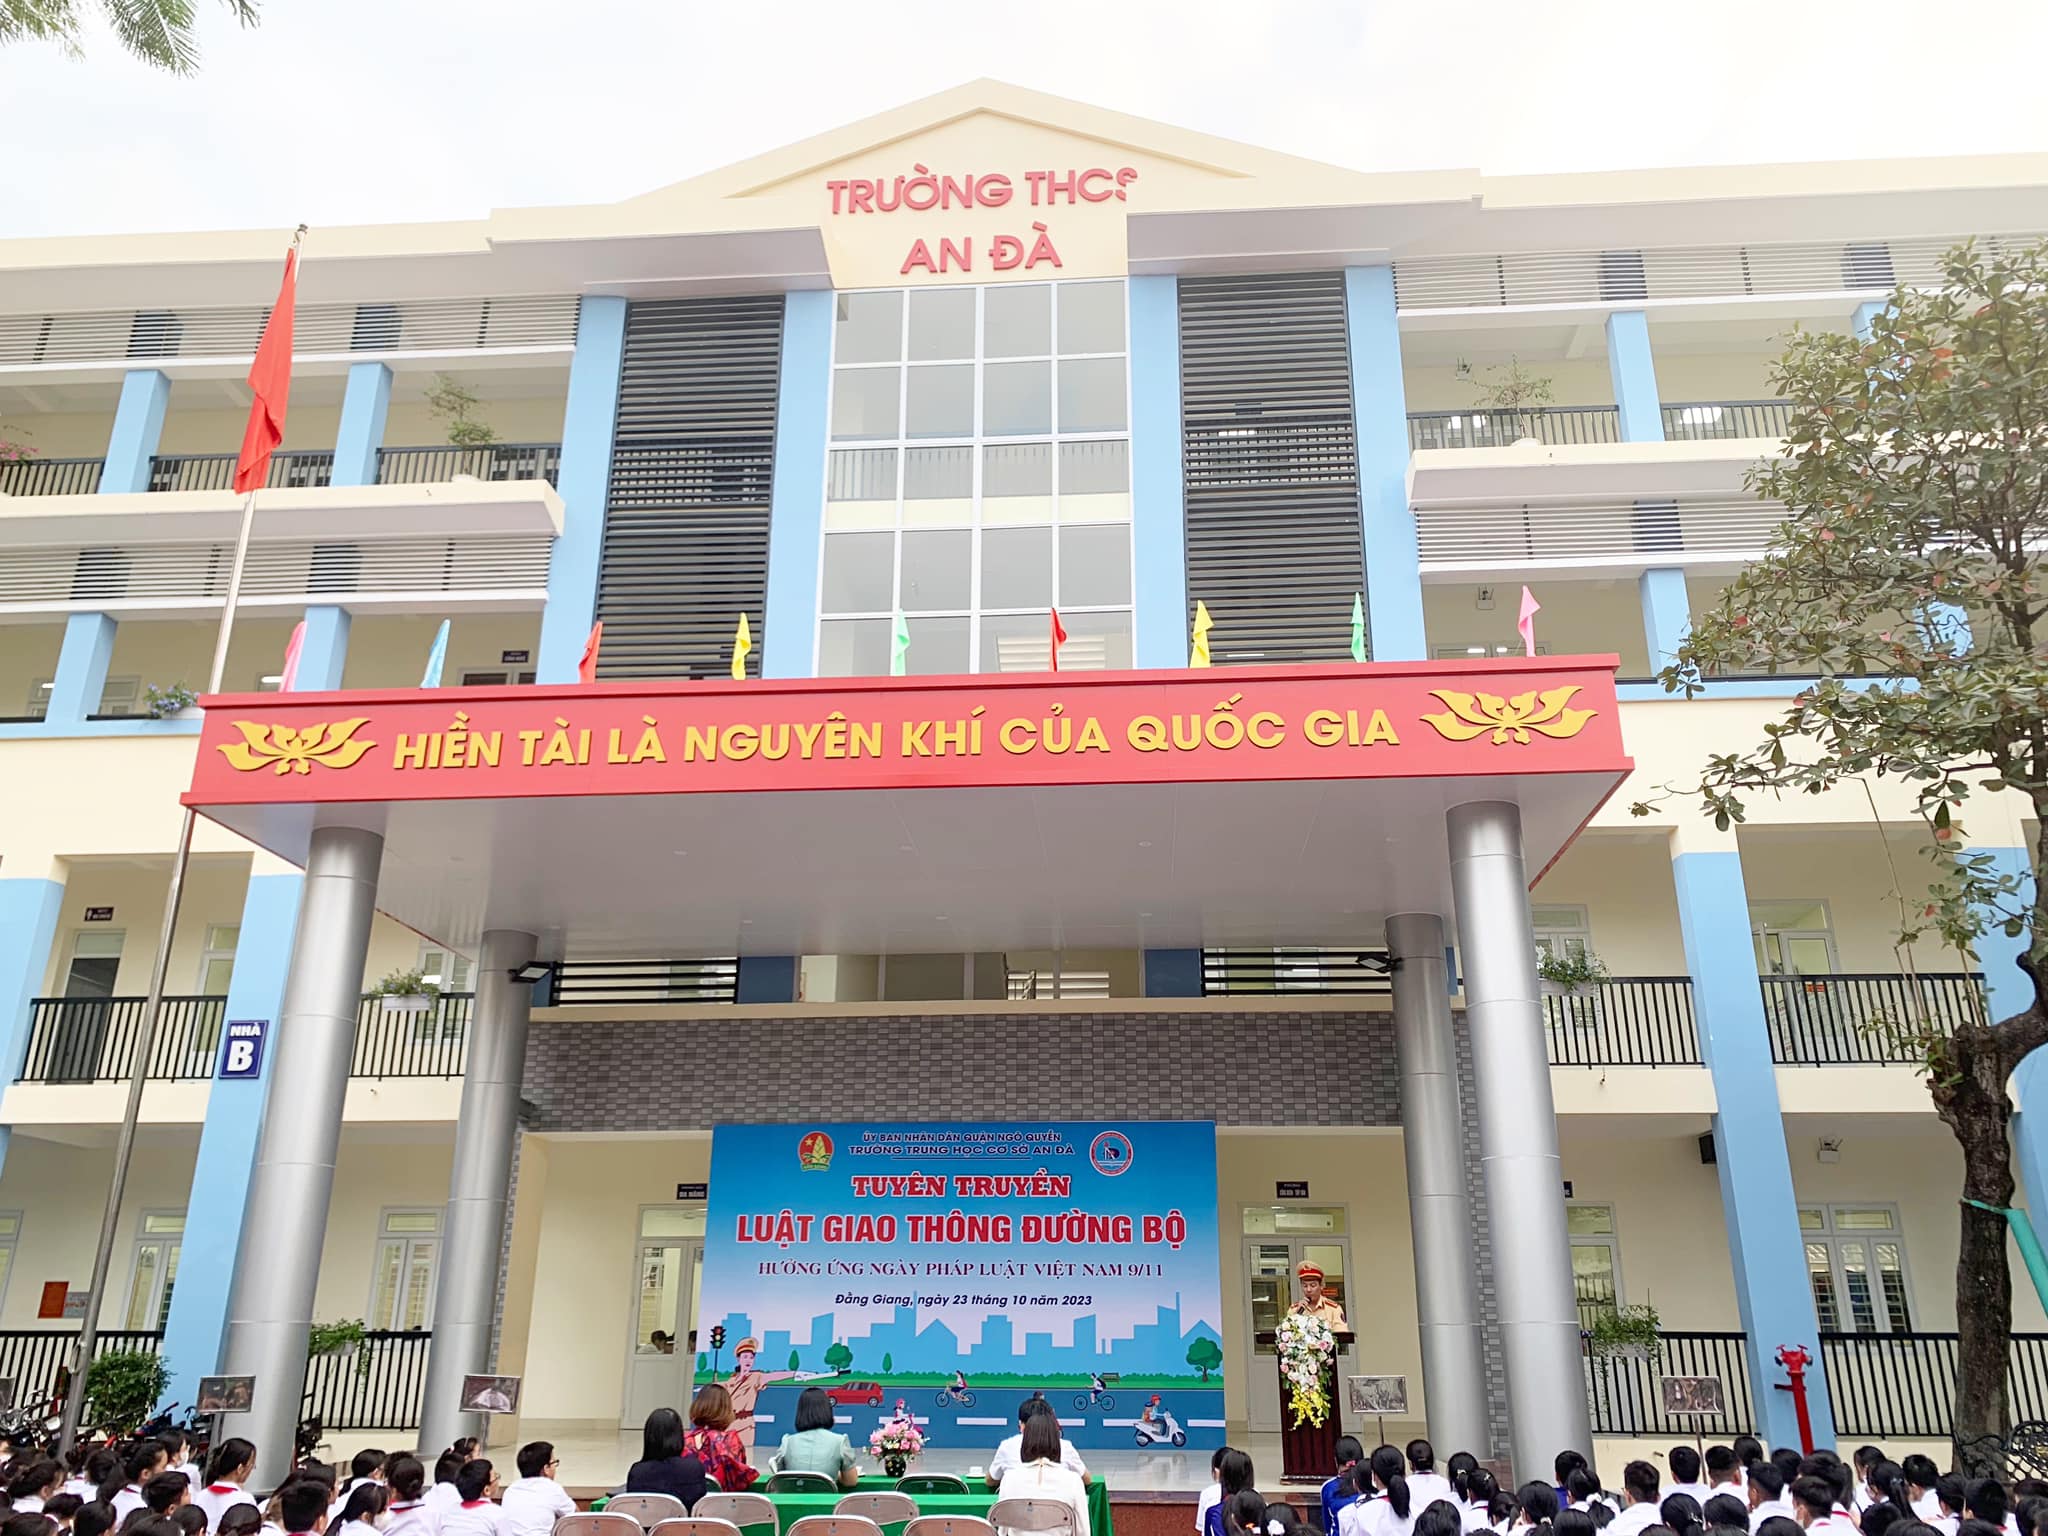 TRƯỜNG THCS
AN ĐÀ
HIỀN TÀI LÀ NGUYÊN KHÍ CỦA QUỐC GIA
NHÀ
B
ỦY BAN NHÂN DÂN QUẬN NGÔ QUYỀN
TRƯỜNG TRUNG HỌC CƠ SỞ AN ĐÀ
TUYÊN TRUYỀN
LUẬT GIAO THÔNG ĐƯỜNG BỘ
HƯỞNG ỨNG NGÀY PHÁP LUẬT VIỆT NAM 9/11
Đằng Giang, ngày 23 tháng 10 năm 2023